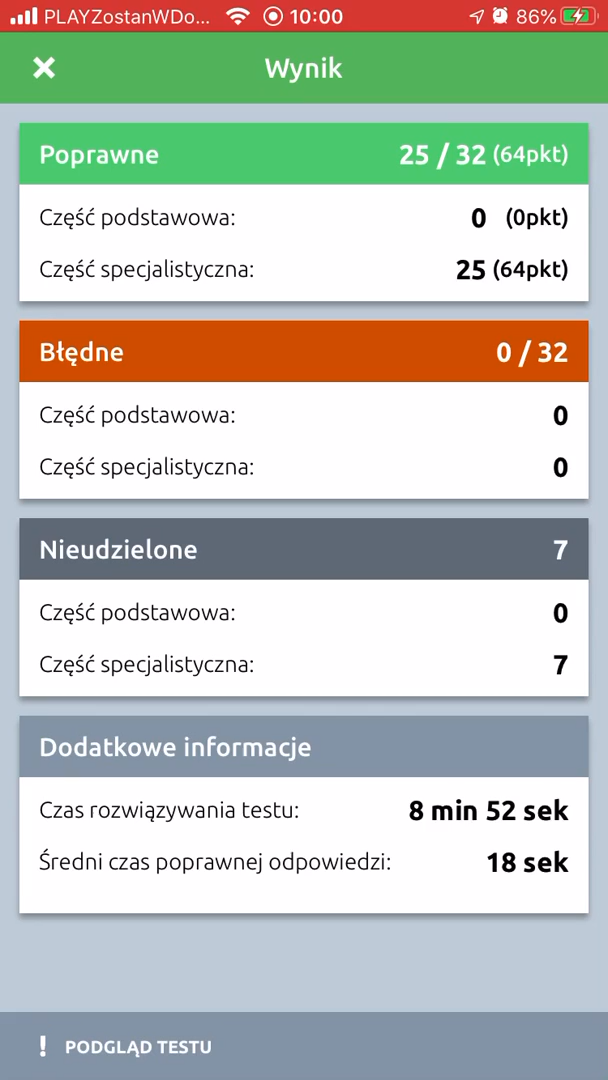 PLAYZostanWDo... 10:00 86%
Wynik
Poprawne 25 / 32 (64pkt)
Część podstawowa: 0 (0pkt)
Część specjalistyczna: 25 (64pkt)
Błędne 0 / 32
Część podstawowa: 0
Część specjalistyczna: 0
Nieudzielone 7
Część podstawowa: 0
Część specjalistyczna: 7
Dodatkowe informacje
Czas rozwiązywania testu: 8 min 52 sek
Średni czas poprawnej odpowiedzi: 18 sek
! PODGLĄD TESTU